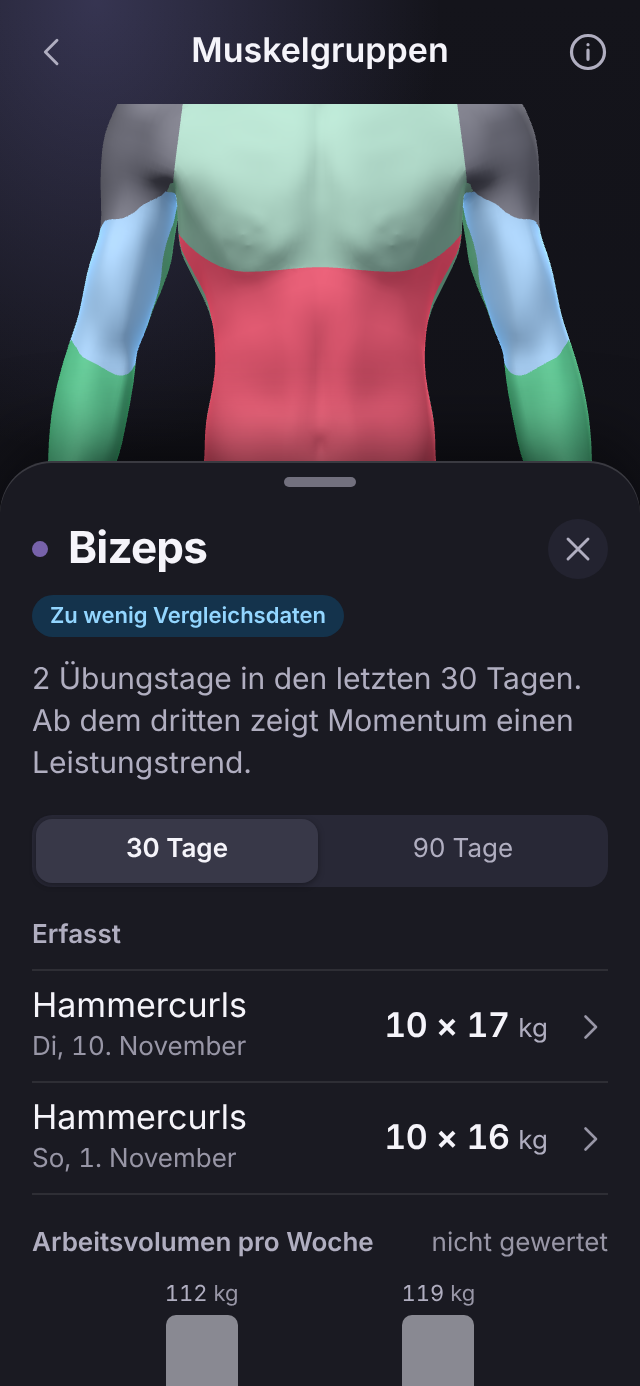 Muskelgruppen
Bizeps
Zu wenig Vergleichsdaten
2 Übungstage in den letzten 30 Tagen.
Ab dem dritten zeigt Momentum einen
Leistungstrend.
30 Tage 90 Tage
Erfasst
Hammercurls
10 × 17 kg
Di, 10. November
Hammercurls
10 × 16 kg
So, 1. November
Arbeitsvolumen pro Woche nicht gewertet
112 kg 119 kg